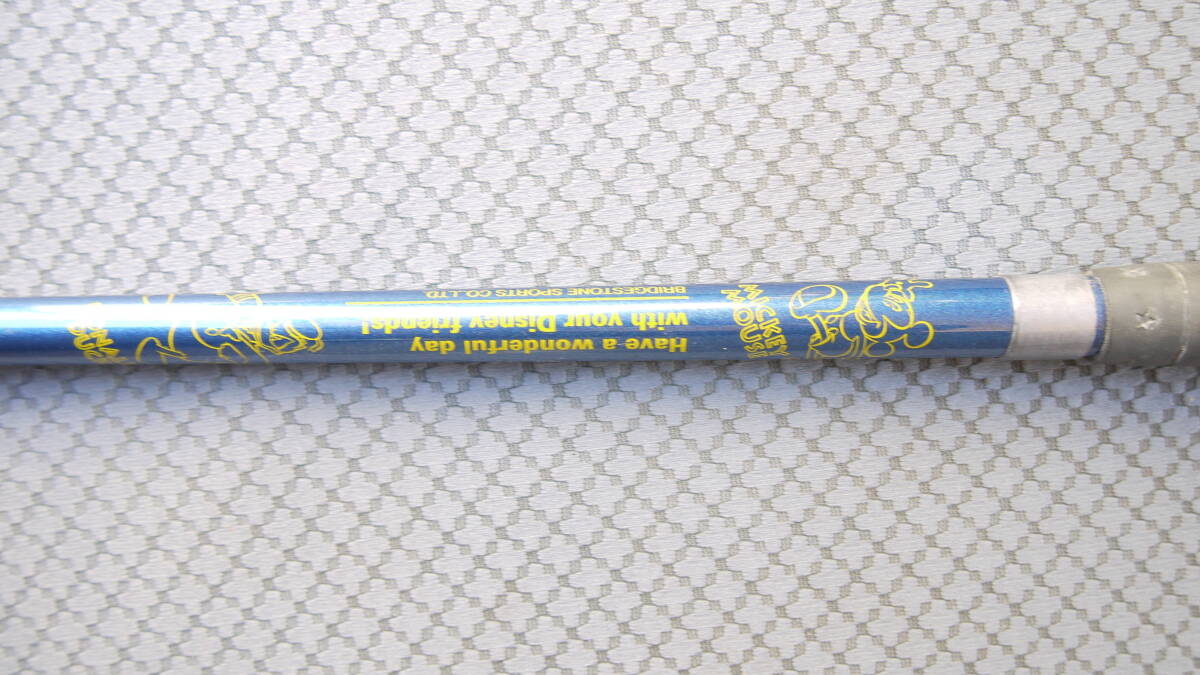 MICKEY
MOUSE
Have a wonderful day
with your Disney friends!
BRIDGESTONE SPORTS CO.,LTD.